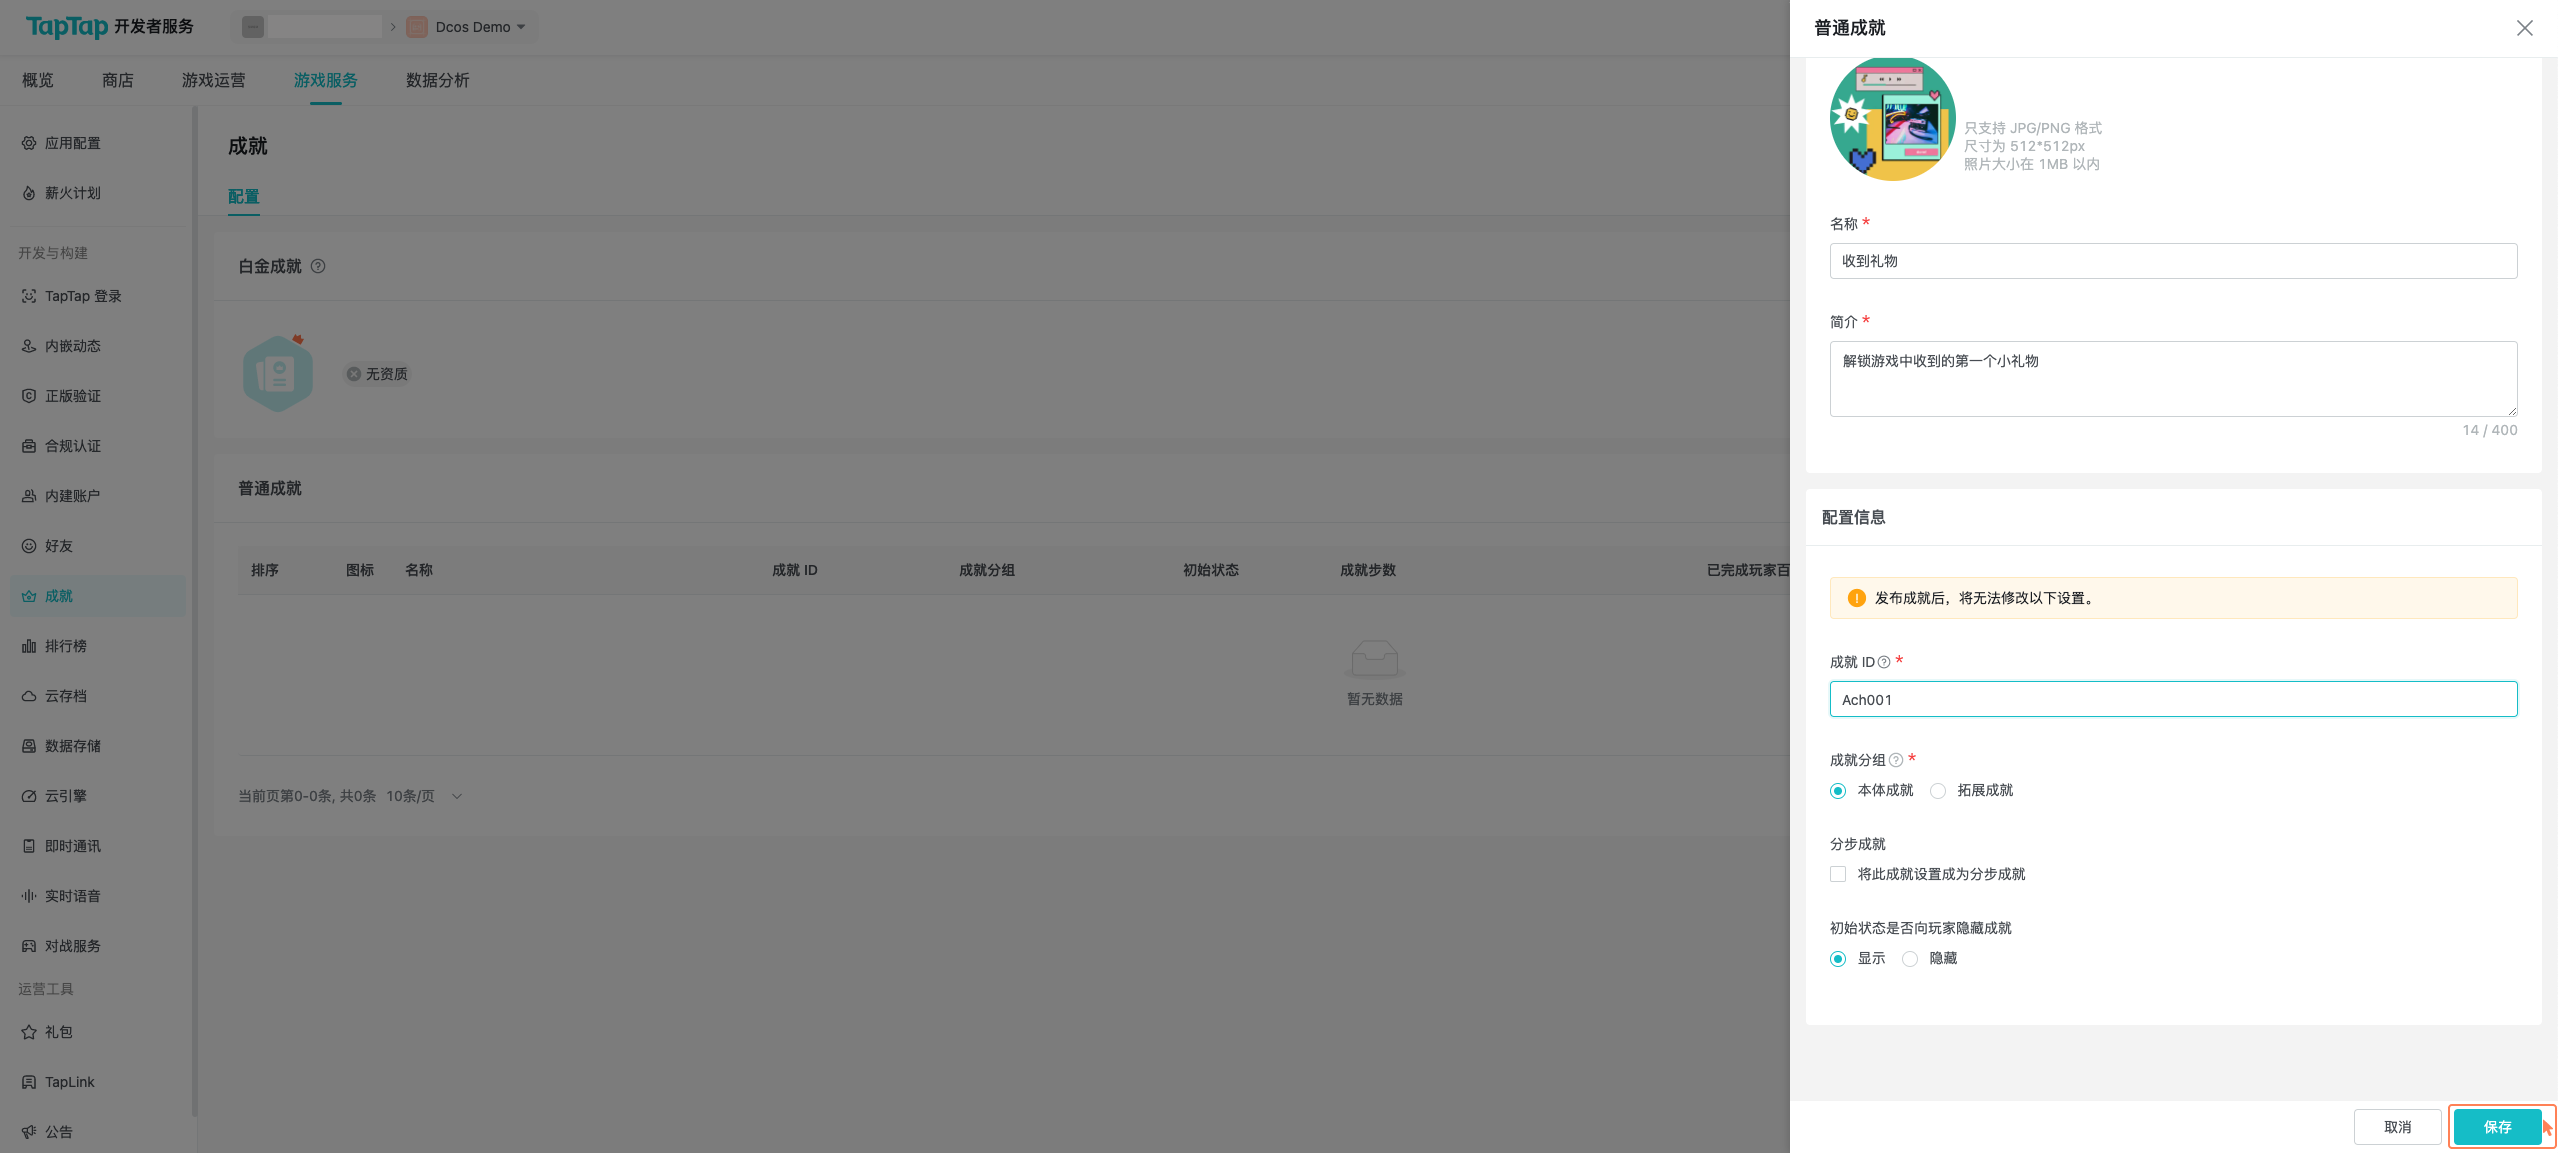 TapTap 开发者服务
Dcos Demo
概览 商店 游戏运营 游戏服务 数据分析
应用配置
薪火计划
开发与构建
TapTap 登录
内嵌动态
正版验证
合规认证
内建账户
好友
成就
排行榜
云存档
数据存储
云引擎
即时通讯
实时语音
对战服务
运营工具
礼包
TapLink
公告
成就
配置
白金成就
无资质
普通成就
排序 图标 名称 成就 ID 成就分组 初始状态 成就步数 已完成玩家百
暂无数据
当前页第0-0条, 共0条 10条/页
普通成就
只支持 JPG/PNG 格式
尺寸为 512*512px
照片大小在 1MB 以内
名称 *
收到礼物
简介 *
解锁游戏中收到的第一个小礼物
14 / 400
配置信息
发布成就后，将无法修改以下设置。
成就 ID *
Ach001
成就分组 *
本体成就 拓展成就
分步成就
将此成就设置成为分步成就
初始状态是否向玩家隐藏成就
显示 隐藏
取消 保存